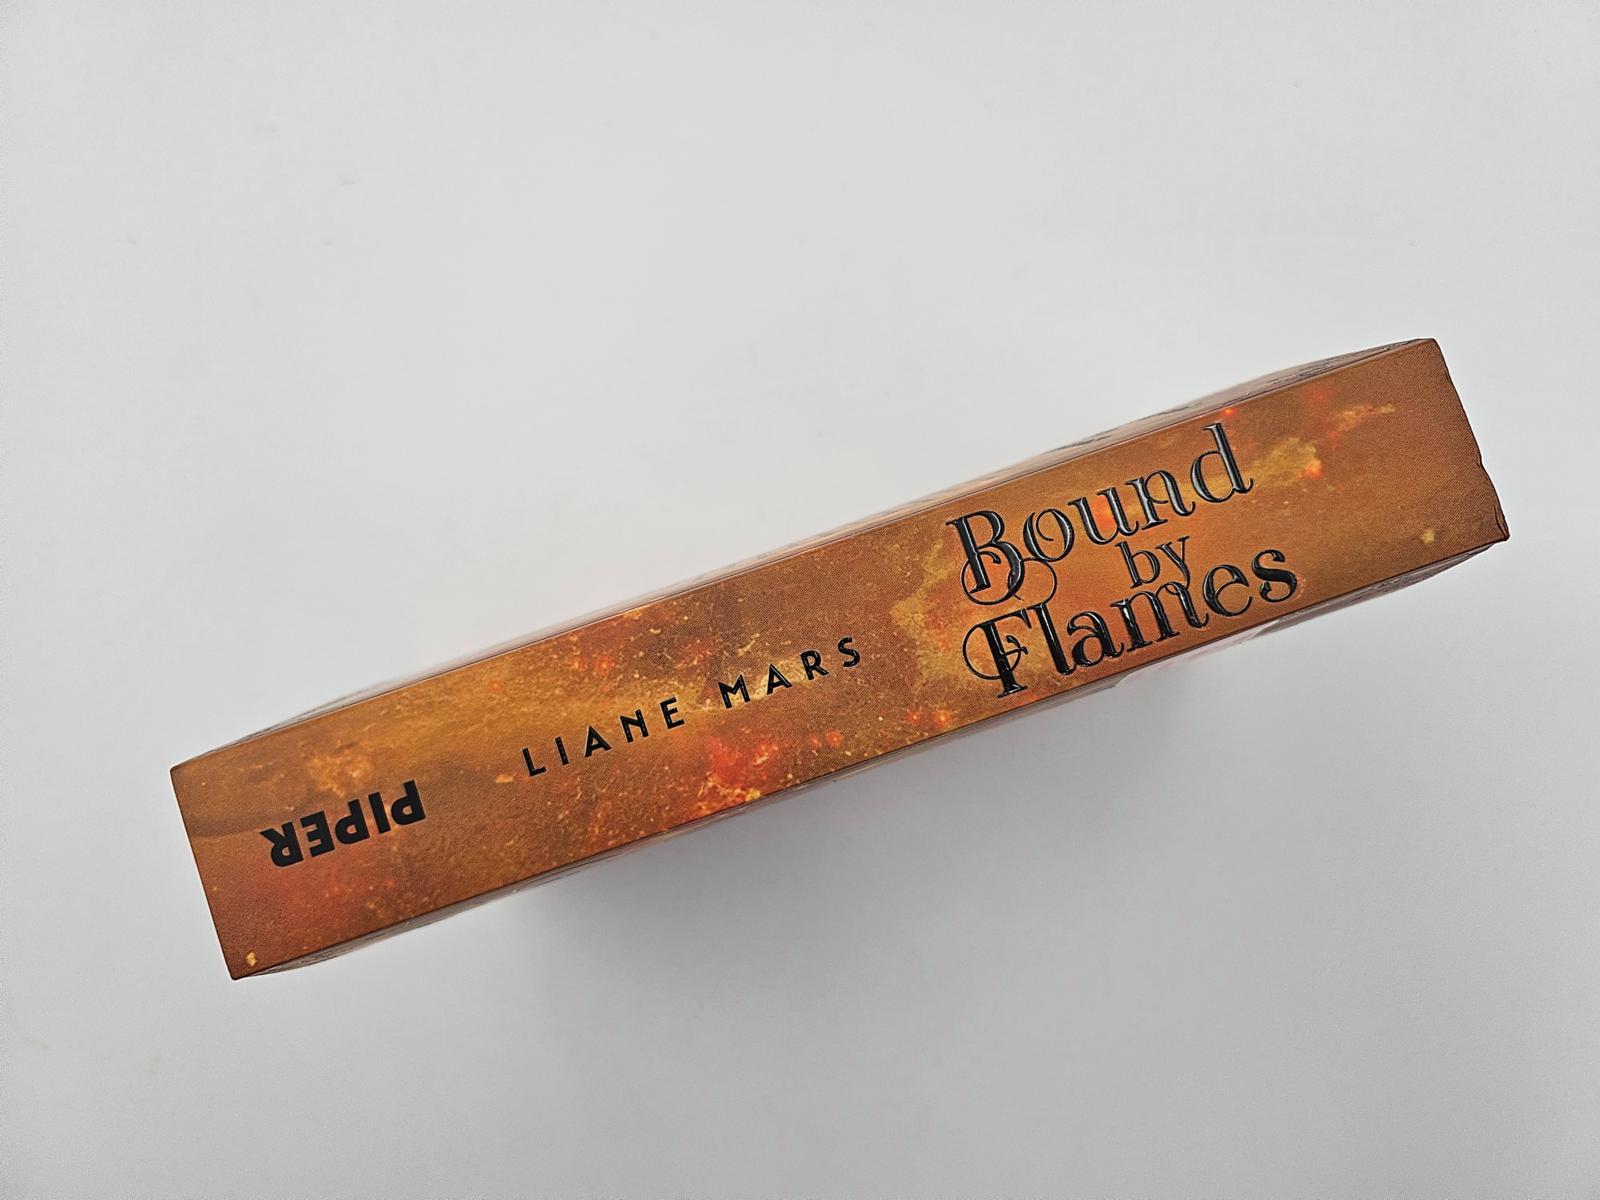 Bound
by
Flames
LIANE MARS
PIPER